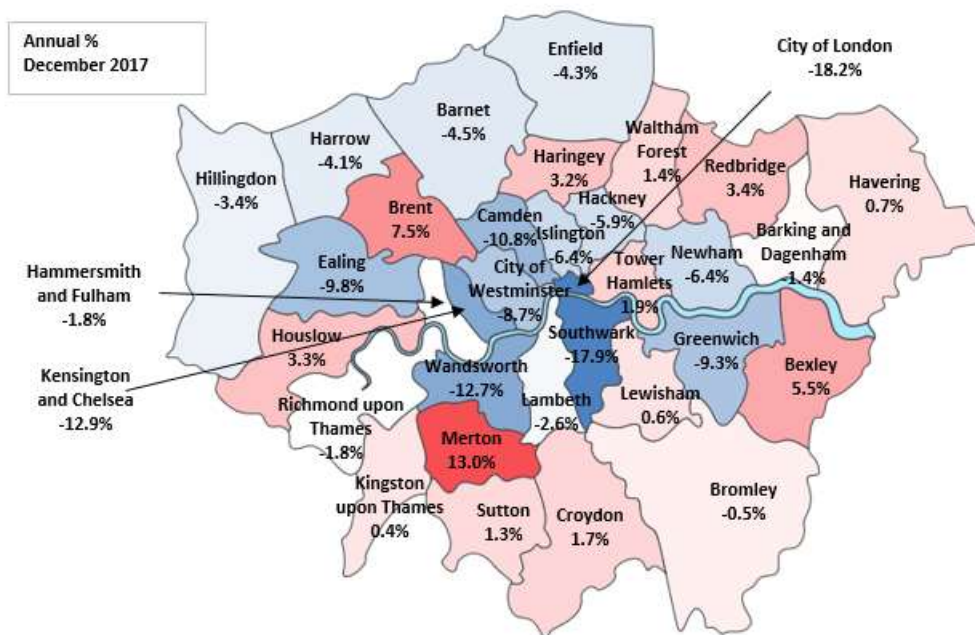 Annual %
December 2017
Enfield
-4.3%
City of London
-18.2%
Barnet
-4.5%
Harrow
-4.1%
Hillingdon
-3.4%
Haringey
3.2%
Waltham
Forest
1.4%
Redbridge
3.4%
Havering
0.7%
Brent
7.5%
Camden
-10.8%
Islington
-6.4%
Hackney
-5.9%
Barking and
Dagenham
-1.4%
Newham
-6.4%
Tower
Hamlets
1.9%
Ealing
-9.8%
City of
Westminster
-8.7%
Hammersmith
and Fulham
-1.8%
Kensington
and Chelsea
-12.9%
Houslow
3.3%
Richmond upon
Thames
-1.8%
Wandsworth
-12.7%
Lambeth
-2.6%
Southwark
-17.9%
Lewisham
0.6%
Greenwich
-9.3%
Bexley
5.5%
Merton
13.0%
Kingston
upon Thames
0.4%
Sutton
1.3%
Croydon
1.7%
Bromley
-0.5%